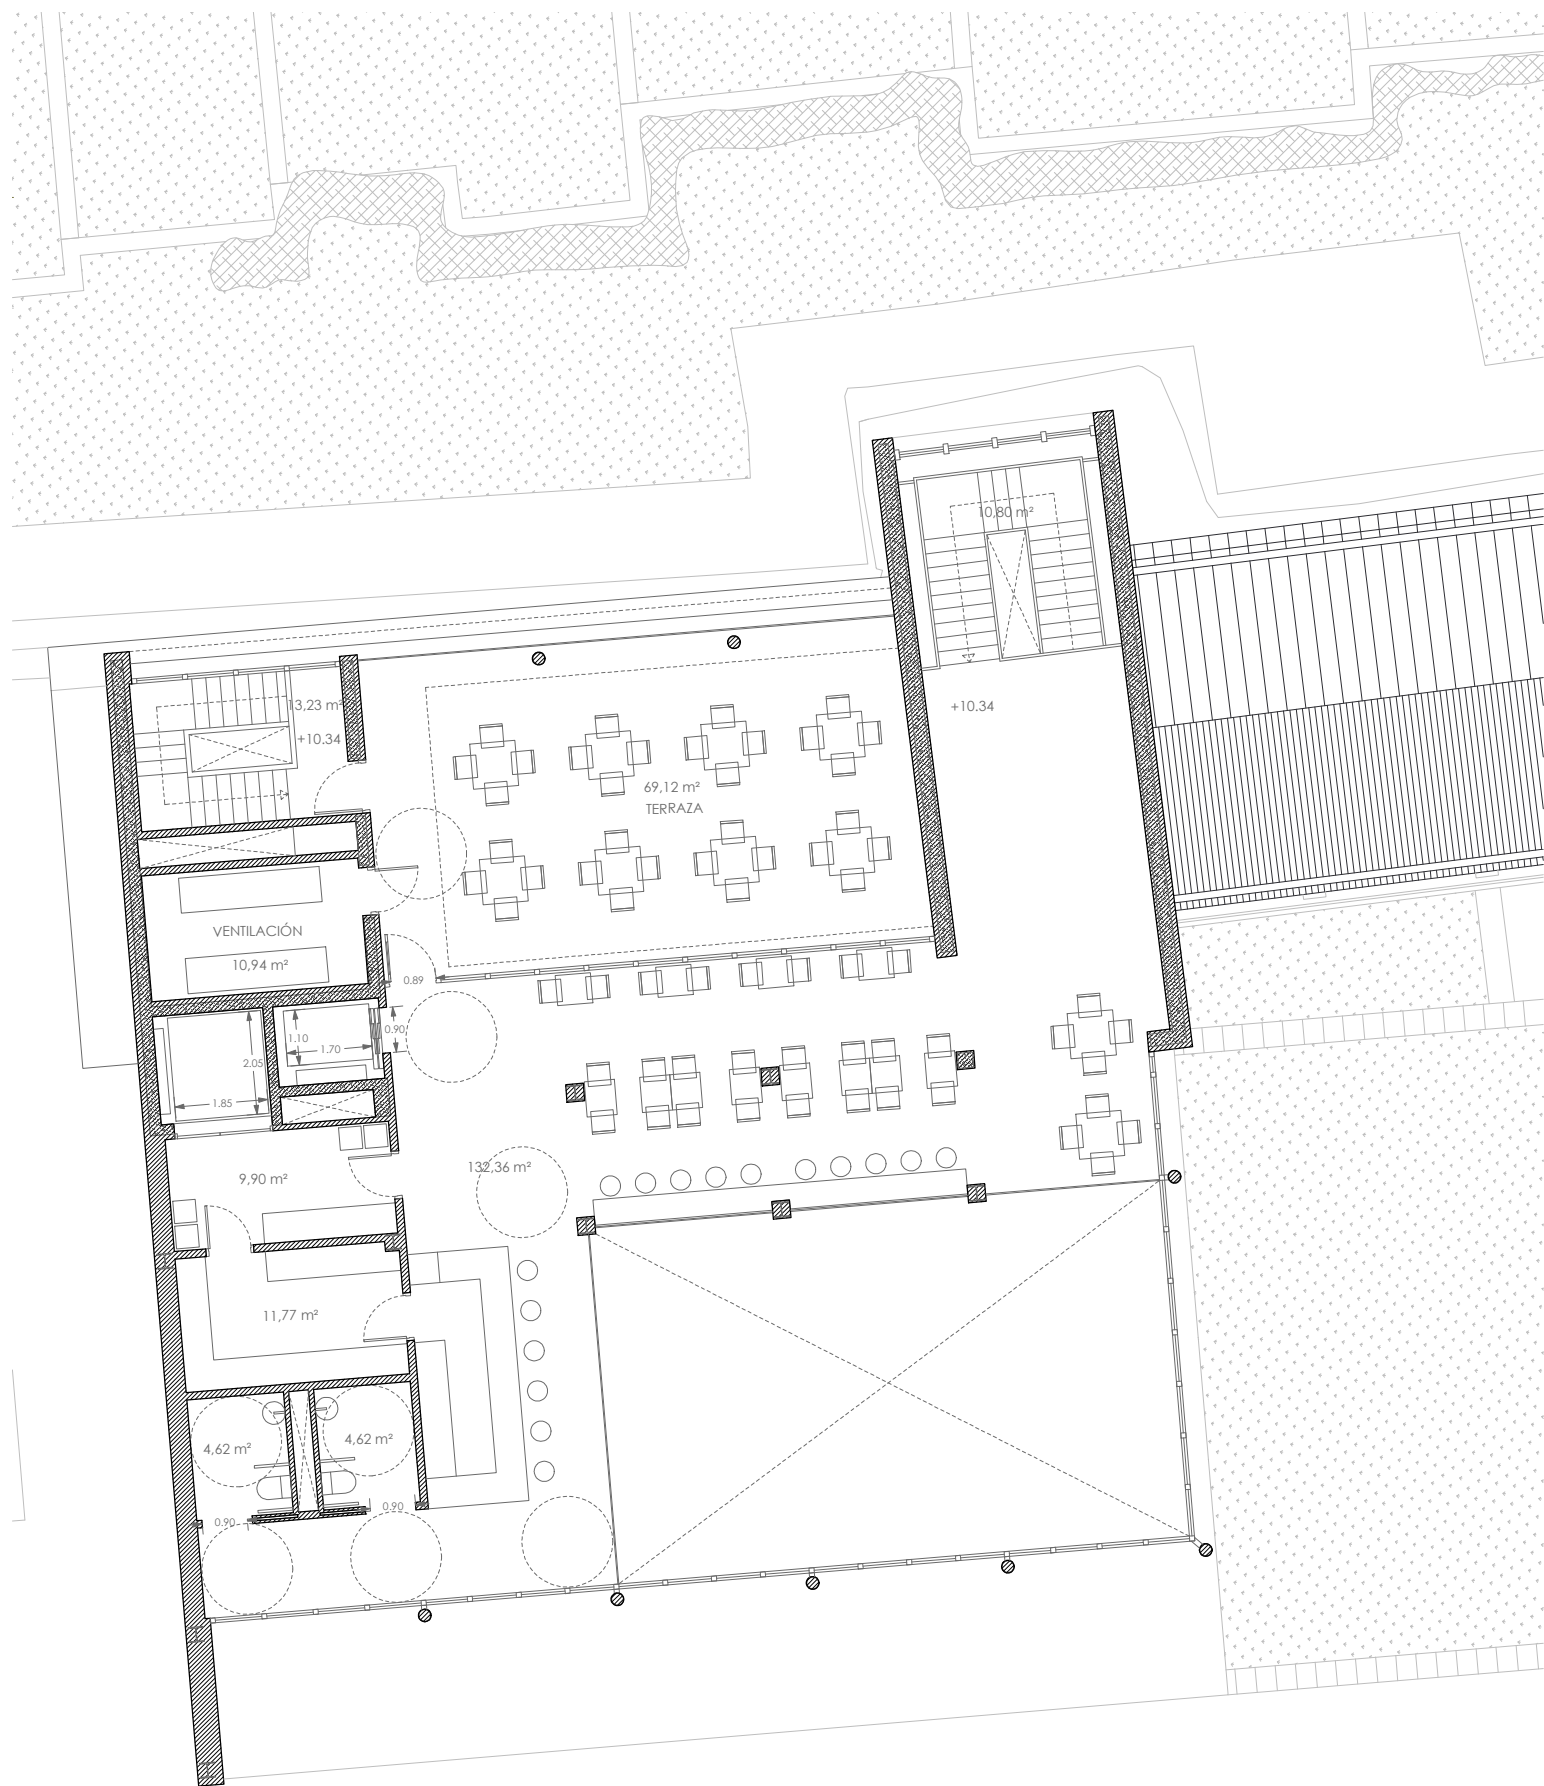 10,80 m²
13,23 m²
+10.34
+10.34
69,12 m²
TERRAZA
VENTILACIÓN
10,94 m²
0.89
0.90
1.10
1.70
2.05
1.85
132,36 m²
9,90 m²
11,77 m²
4,62 m²
4,62 m²
0.90
0.90